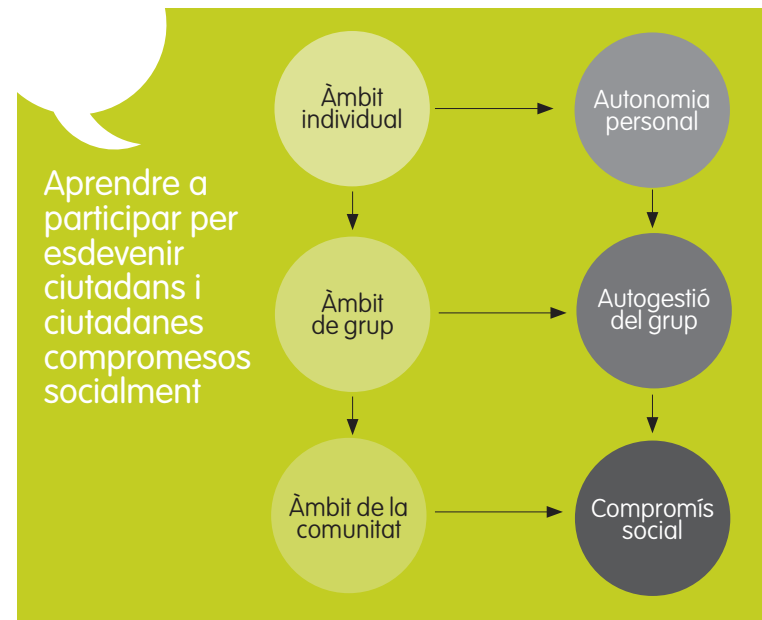 Aprendre a
participar per
esdevenir
ciutadans i
ciutadanes
compromesos
socialment
Àmbit
individual
Autonomia
personal
Àmbit
de grup
Autogestió
del grup
Àmbit de la
comunitat
Compromís
social